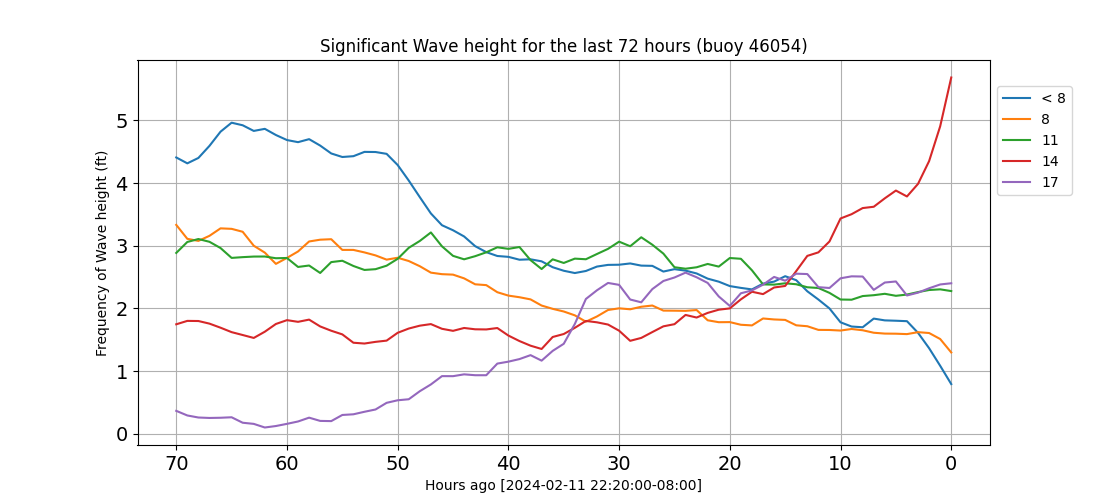 Significant Wave height for the last 72 hours (buoy 46054)
Frequency of Wave height (ft)
5
4
3
2
1
0
70 60 50 40 30 20 10 0
Hours ago [2024-02-11 22:20:00-08:00]
< 8
8
11
14
17